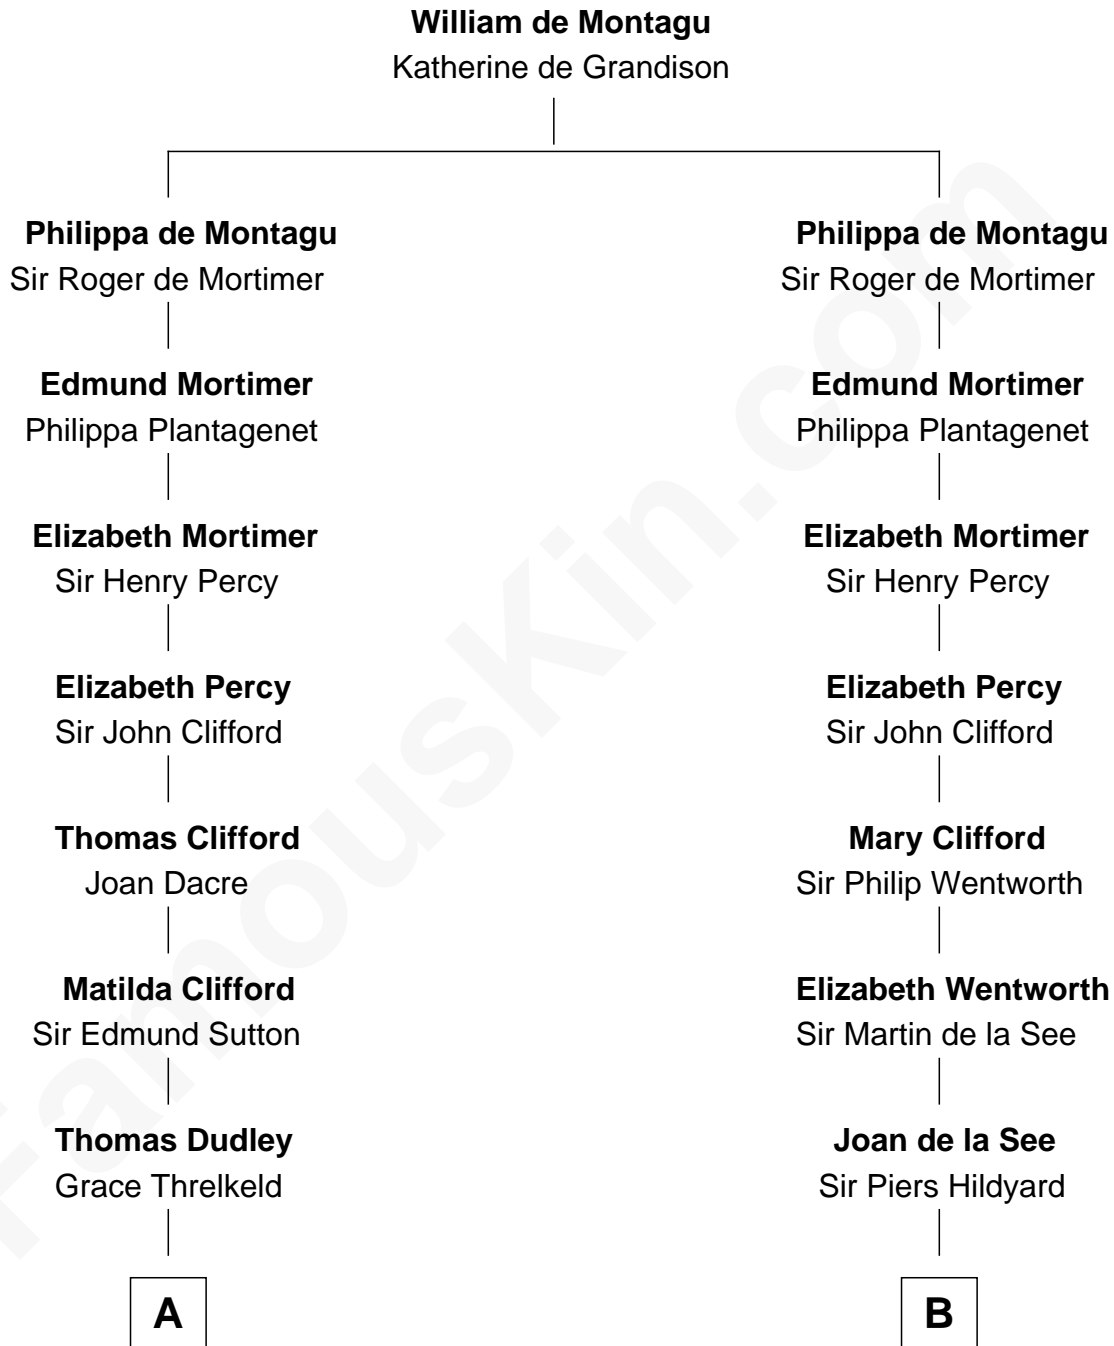 William de Montagu
Katherine de Grandison
Philippa de Montagu
Sir Roger de Mortimer
Edmund Mortimer
Philippa Plantagenet
Elizabeth Mortimer
Sir Henry Percy
Elizabeth Percy
Sir John Clifford
Thomas Clifford
Joan Dacre
Matilda Clifford
Sir Edmund Sutton
Thomas Dudley
Grace Threlkeld
A
Philippa de Montagu
Sir Roger de Mortimer
Edmund Mortimer
Philippa Plantagenet
Elizabeth Mortimer
Sir Henry Percy
Elizabeth Percy
Sir John Clifford
Mary Clifford
Sir Philip Wentworth
Elizabeth Wentworth
Sir Martin de la See
Joan de la See
Sir Piers Hildyard
B
FamousKin.com